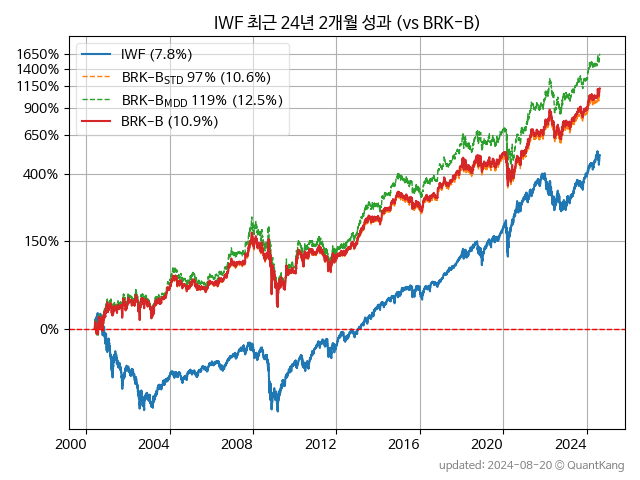 IWF 최근 24년 2개월 성과 (vs BRK−B)
1650%
1400%
1150%
900%
650%
400%
150%
0%
IWF (7.8%)
BRK−BSTD 97% (10.6%)
BRK−BMDD 119% (12.5%)
BRK−B (10.9%)
2000 2004 2008 2012 2016 2020 2024
updated: 2024-08-20 © QuantKang